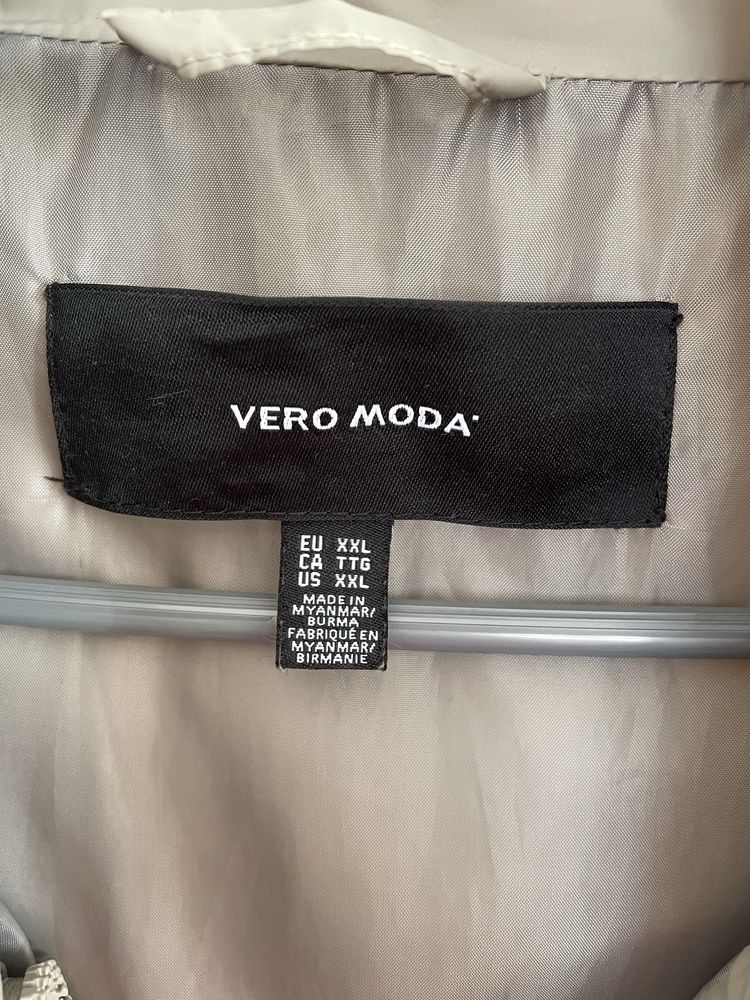 VERO MODA
EU XXL
CA TTG
US XXL
MADE IN
MYANMAR/
BURMA
FABRIQUÉ EN
MYANMAR/
BIRMANIE